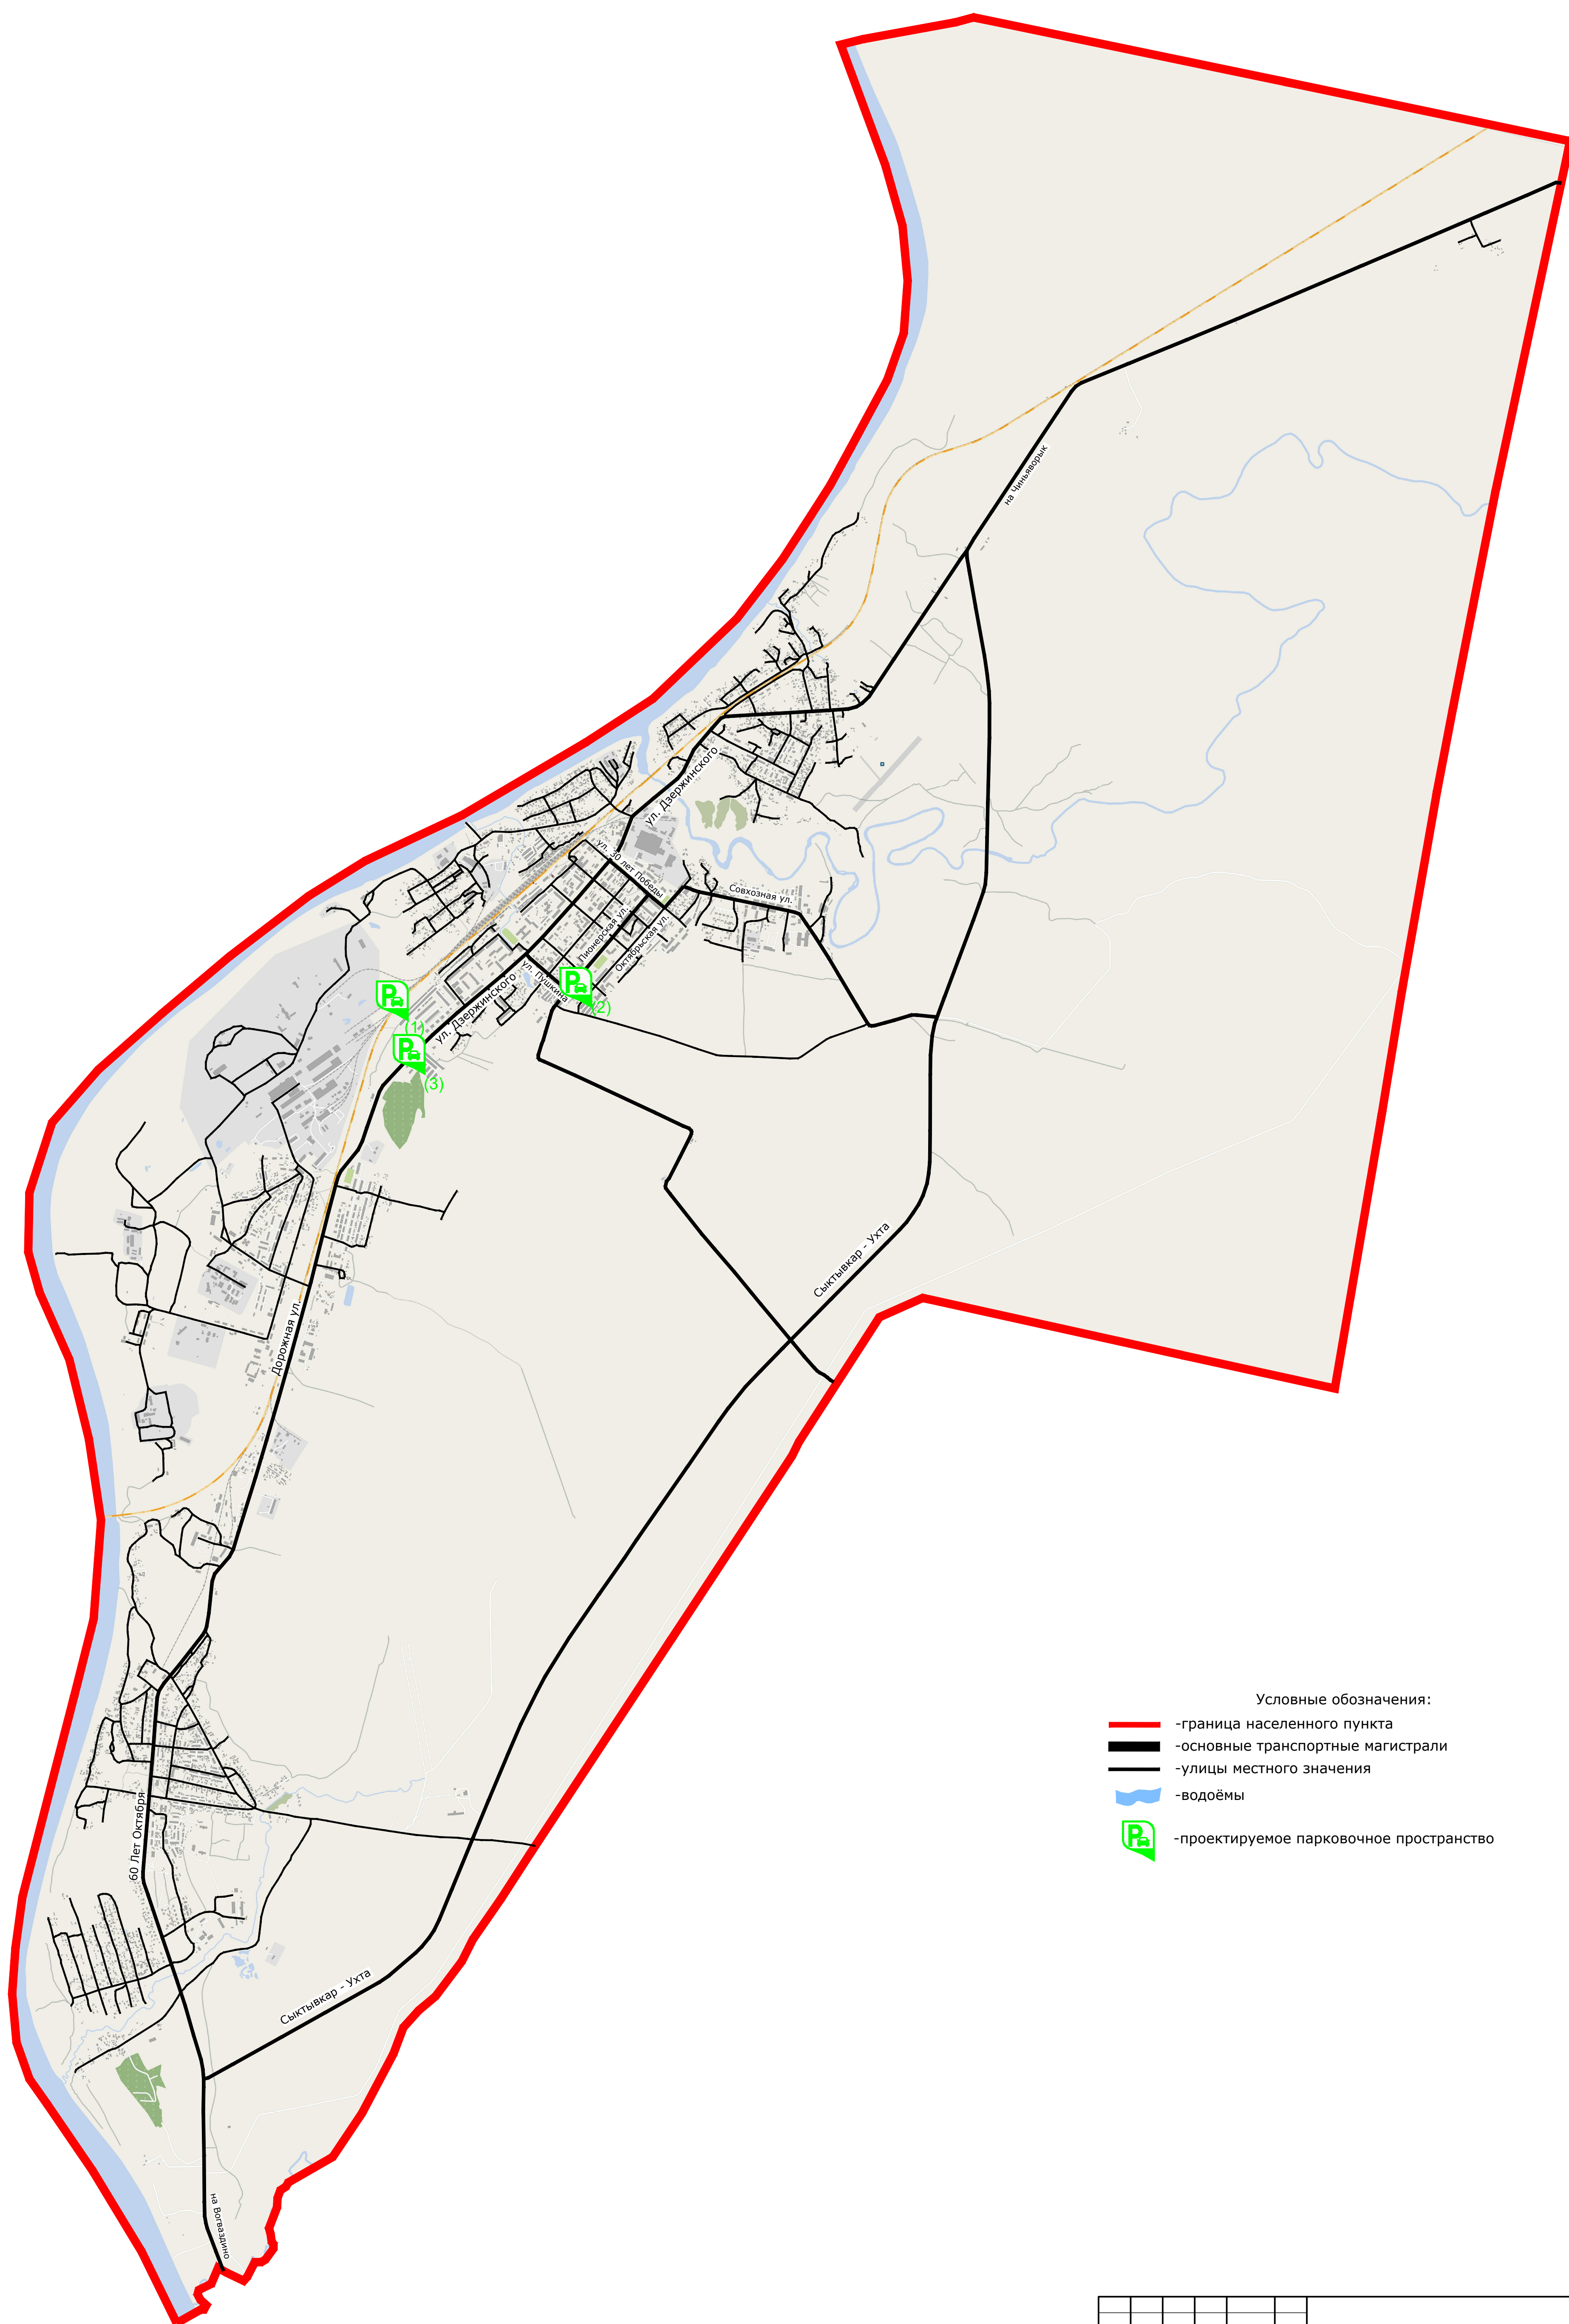 на Чиньяворык
ул. Дзержинского
ул. 30 лет Победы
Совхозная ул.
Пионерская ул.
Октябрьская ул.
ул. Пушкина
ул. Дзержинского
P
(1)
P
(2)
P
(3)
Сыктывкар - Ухта
Дорожная ул.
Условные обозначения:
-граница населенного пункта
-основные транспортные магистрали
-улицы местного значения
-водоёмы
P
-проектируемое парковочное пространство
60 Лет Октября
Сыктывкар - Ухта
на Вогваздино